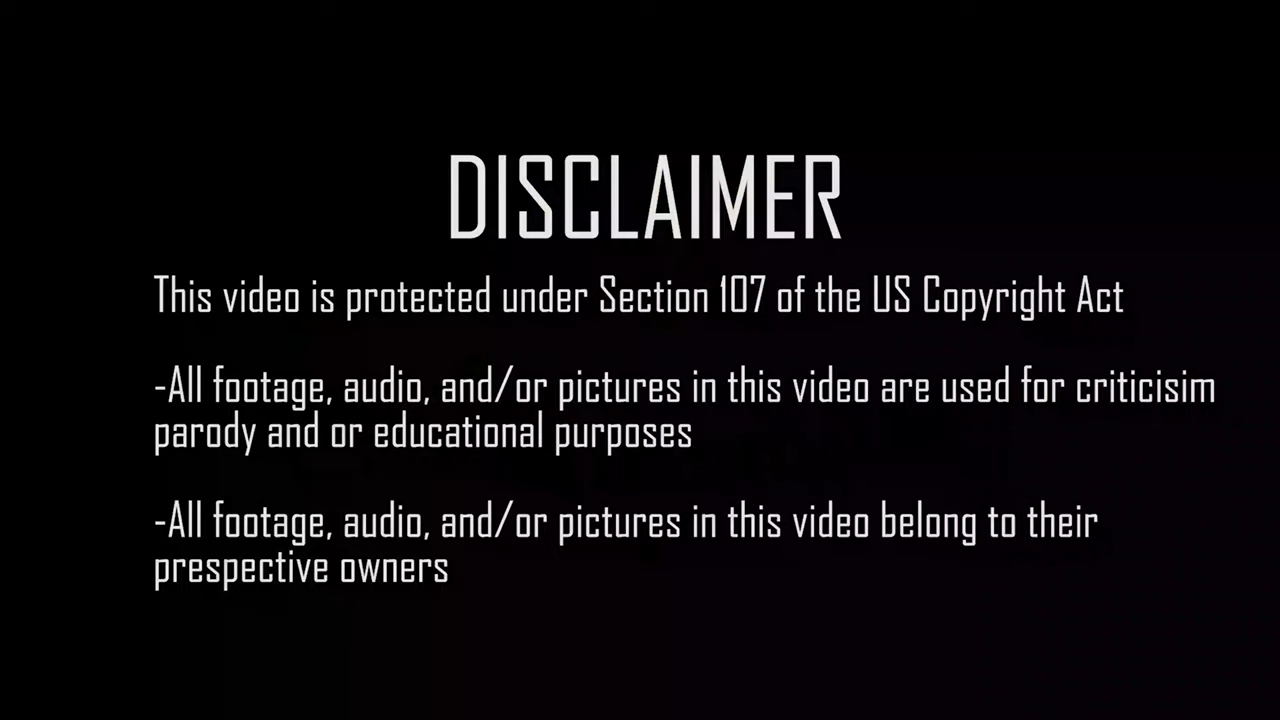 DISCLAIMER
This video is protected under Section 107 of the US Copyright Act
-All footage, audio, and/or pictures in this video are used for criticisim
parody and or educational purposes
-All footage, audio, and/or pictures in this video belong to their
prespective owners